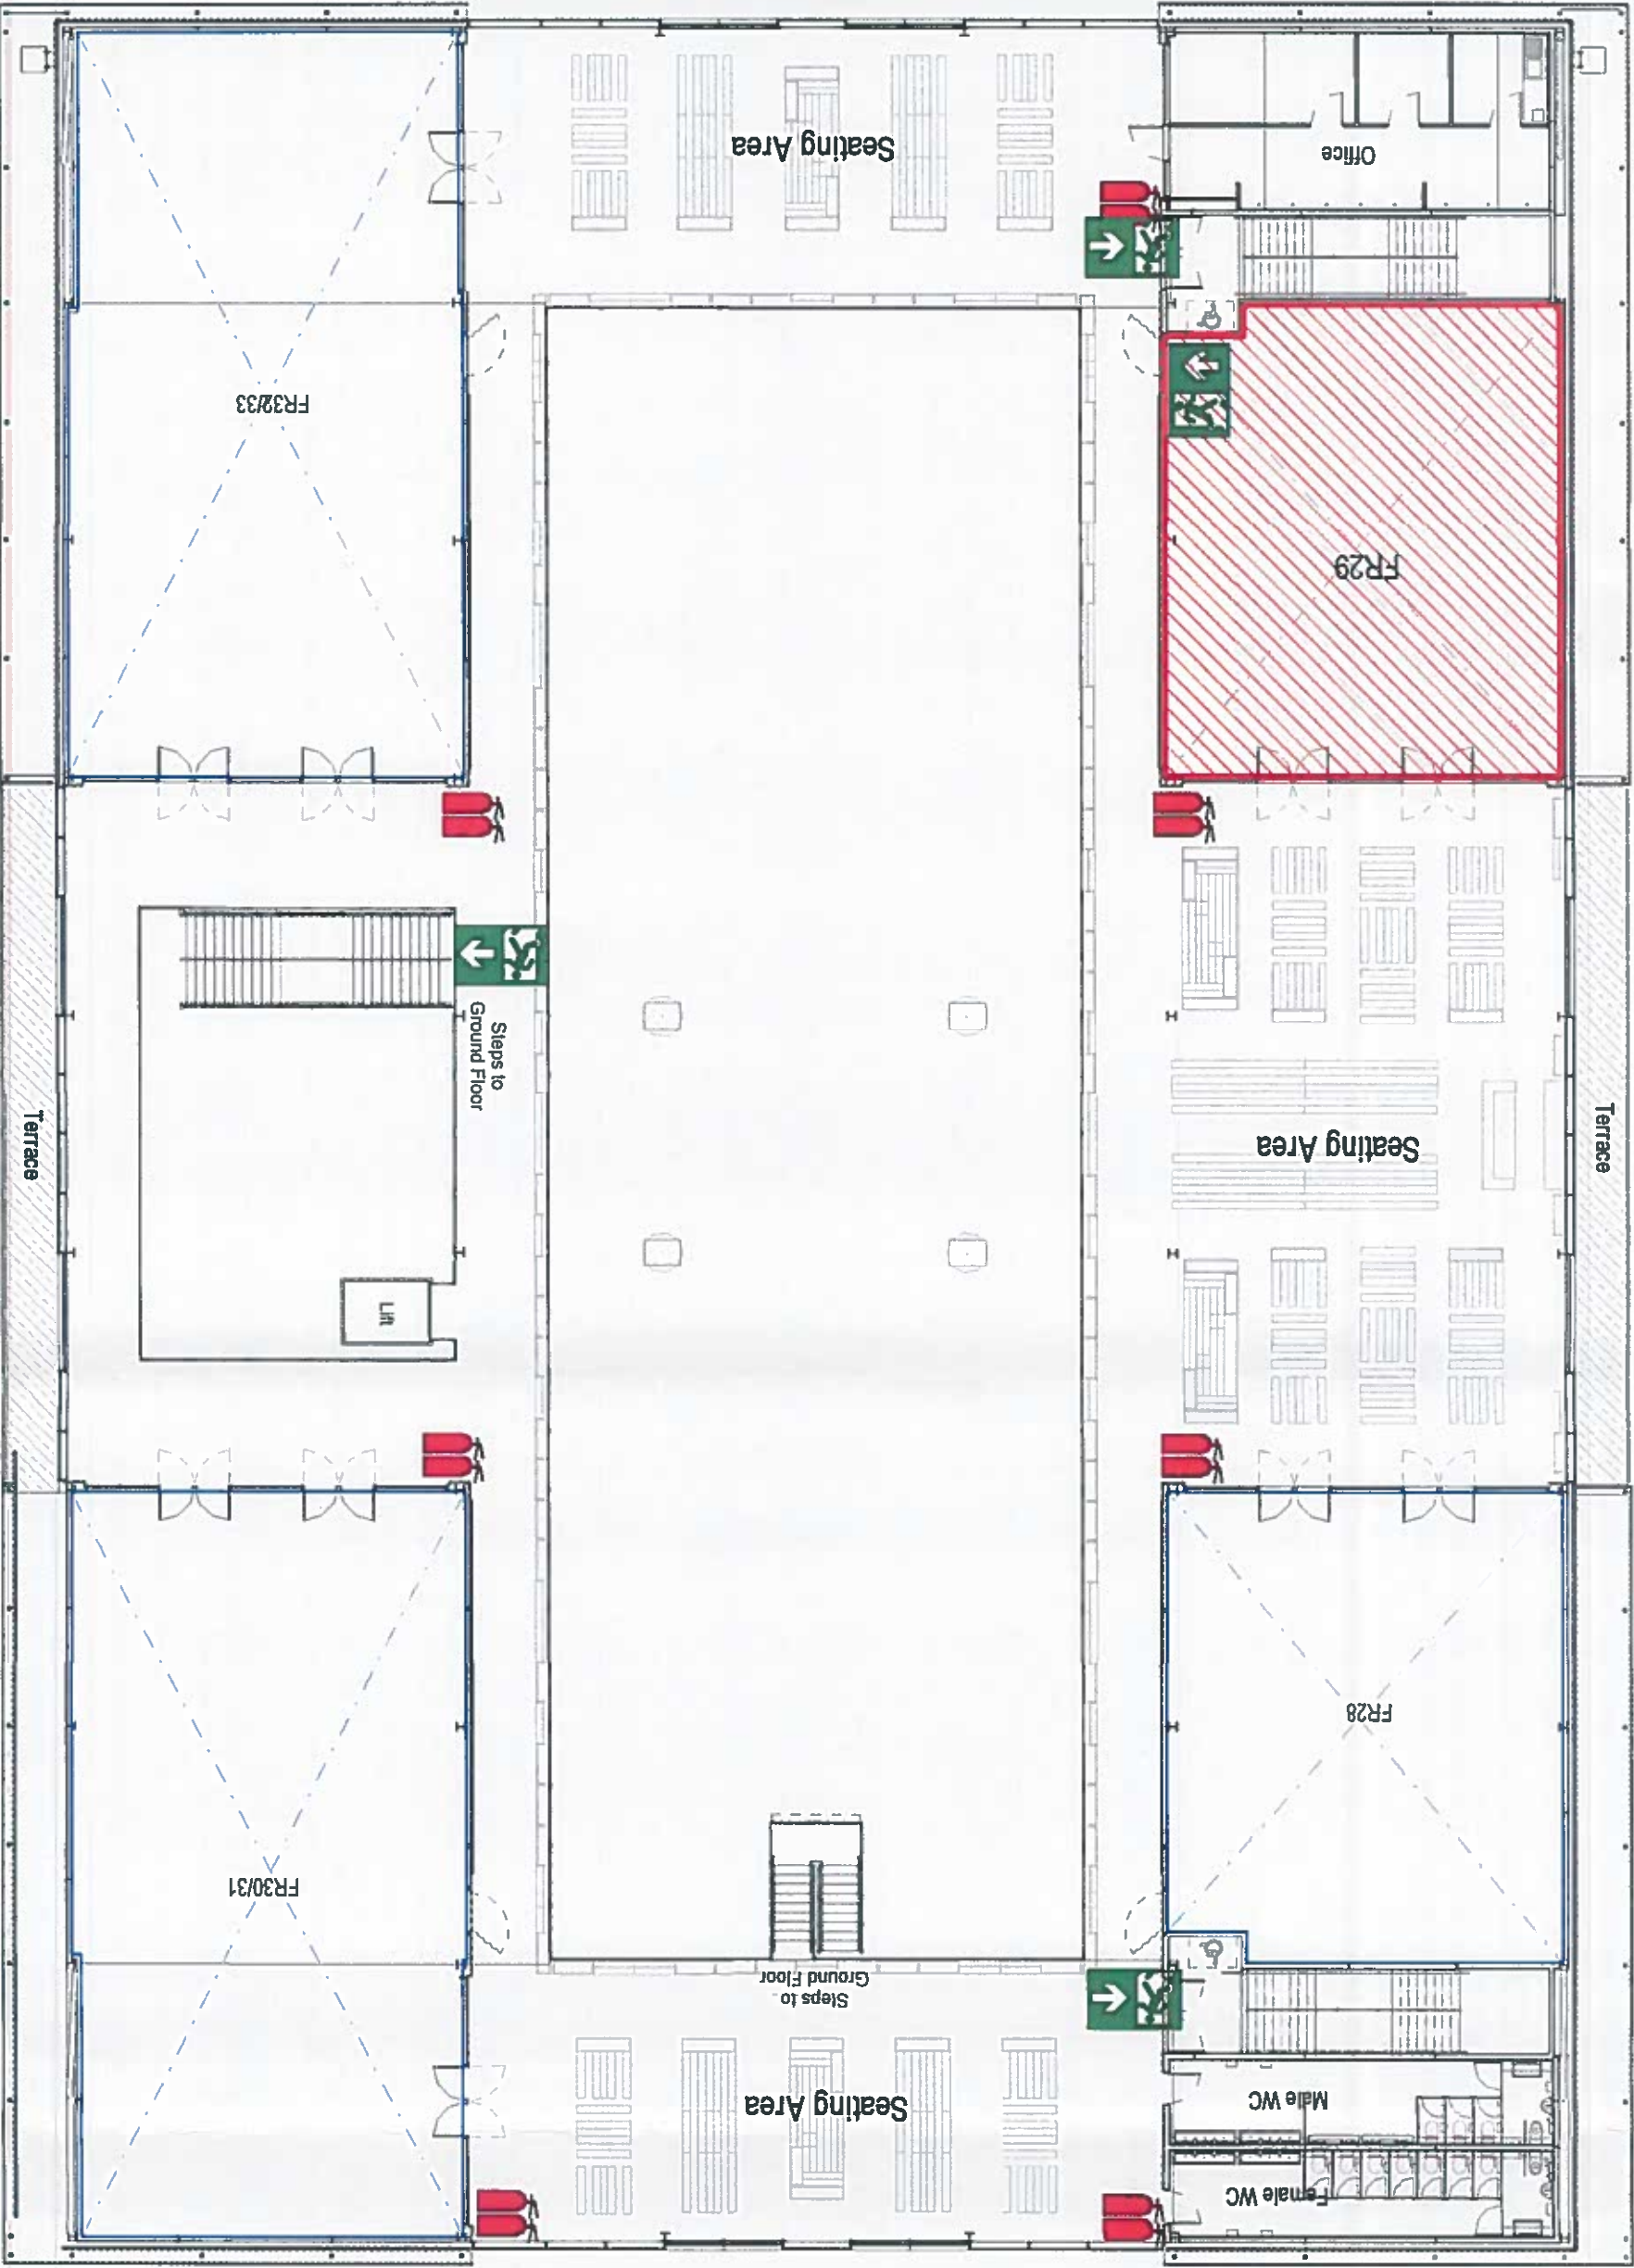 Seating Area
Office
FR32/33
FR29
Steps to
Ground Floor
Terrace
Seating Area
Terrace
Lift
FR28
FR30/31
Steps to
Ground Floor
Seating Area
Male WC
Female WC